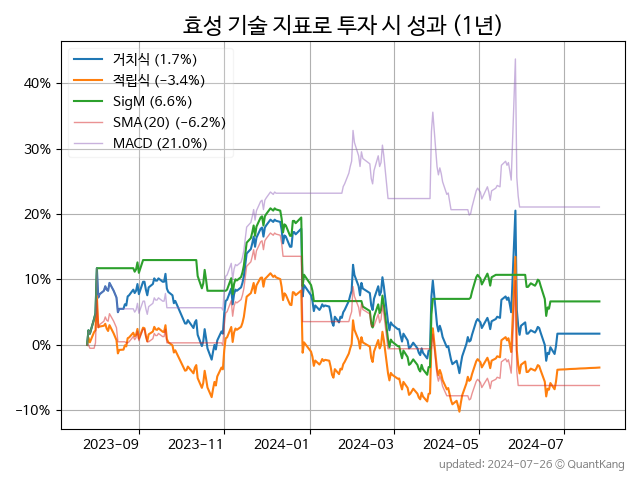 효성 기술 지표로 투자 시 성과 (1년)
거치식 (1.7%)
적립식 (−3.4%)
SigM (6.6%)
SMA(20) (−6.2%)
MACD (21.0%)
40%
30%
20%
10%
0%
−10%
2023−09
2023−11
2024−01
2024−03
2024−05
2024−07
updated: 2024-07-26 © QuantKang